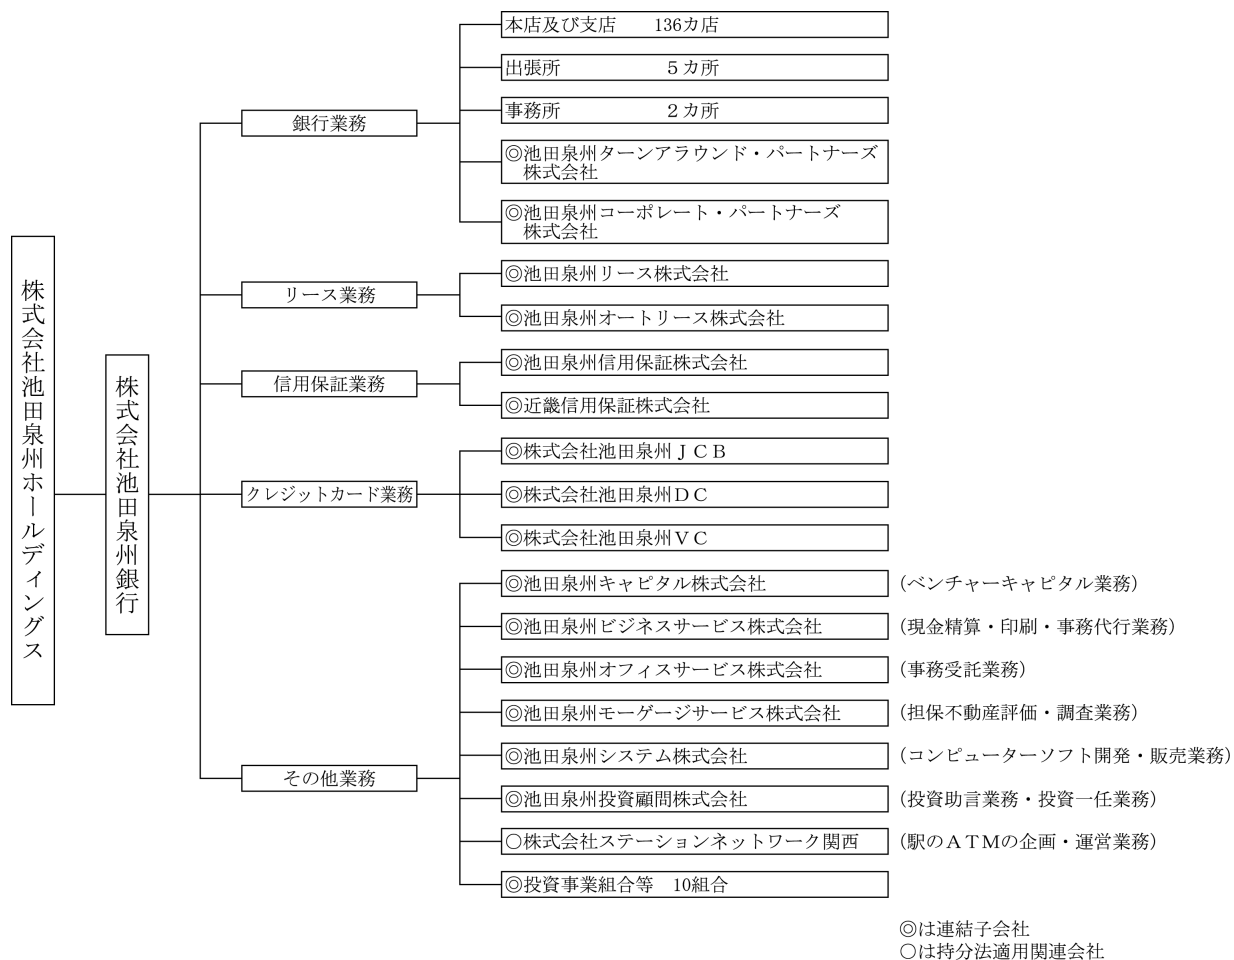 株式会社池田泉州ホールディングス
株式会社池田泉州銀行
銀行業務
本店及び支店　　136カ店
出張所　　　　　　５カ所
事務所　　　　　　２カ所
◎池田泉州ターンアラウンド・パートナーズ
株式会社
◎池田泉州コーポレート・パートナーズ
株式会社
リース業務
◎池田泉州リース株式会社
◎池田泉州オートリース株式会社
信用保証業務
◎池田泉州信用保証株式会社
◎近畿信用保証株式会社
クレジットカード業務
◎株式会社池田泉州ＪＣＢ
◎株式会社池田泉州ＤＣ
◎株式会社池田泉州ＶＣ
その他業務
◎池田泉州キャピタル株式会社　（ベンチャーキャピタル業務）
◎池田泉州ビジネスサービス株式会社　（現金精算・印刷・事務代行業務）
◎池田泉州オフィスサービス株式会社　（事務受託業務）
◎池田泉州モーゲージサービス株式会社　（担保不動産評価・調査業務）
◎池田泉州システム株式会社　（コンピューターソフト開発・販売業務）
◎池田泉州投資顧問株式会社　（投資助言業務・投資一任業務）
○株式会社ステーションネットワーク関西　（駅のＡＴＭの企画・運営業務）
◎投資事業組合等　10組合
◎は連結子会社
○は持分法適用関連会社